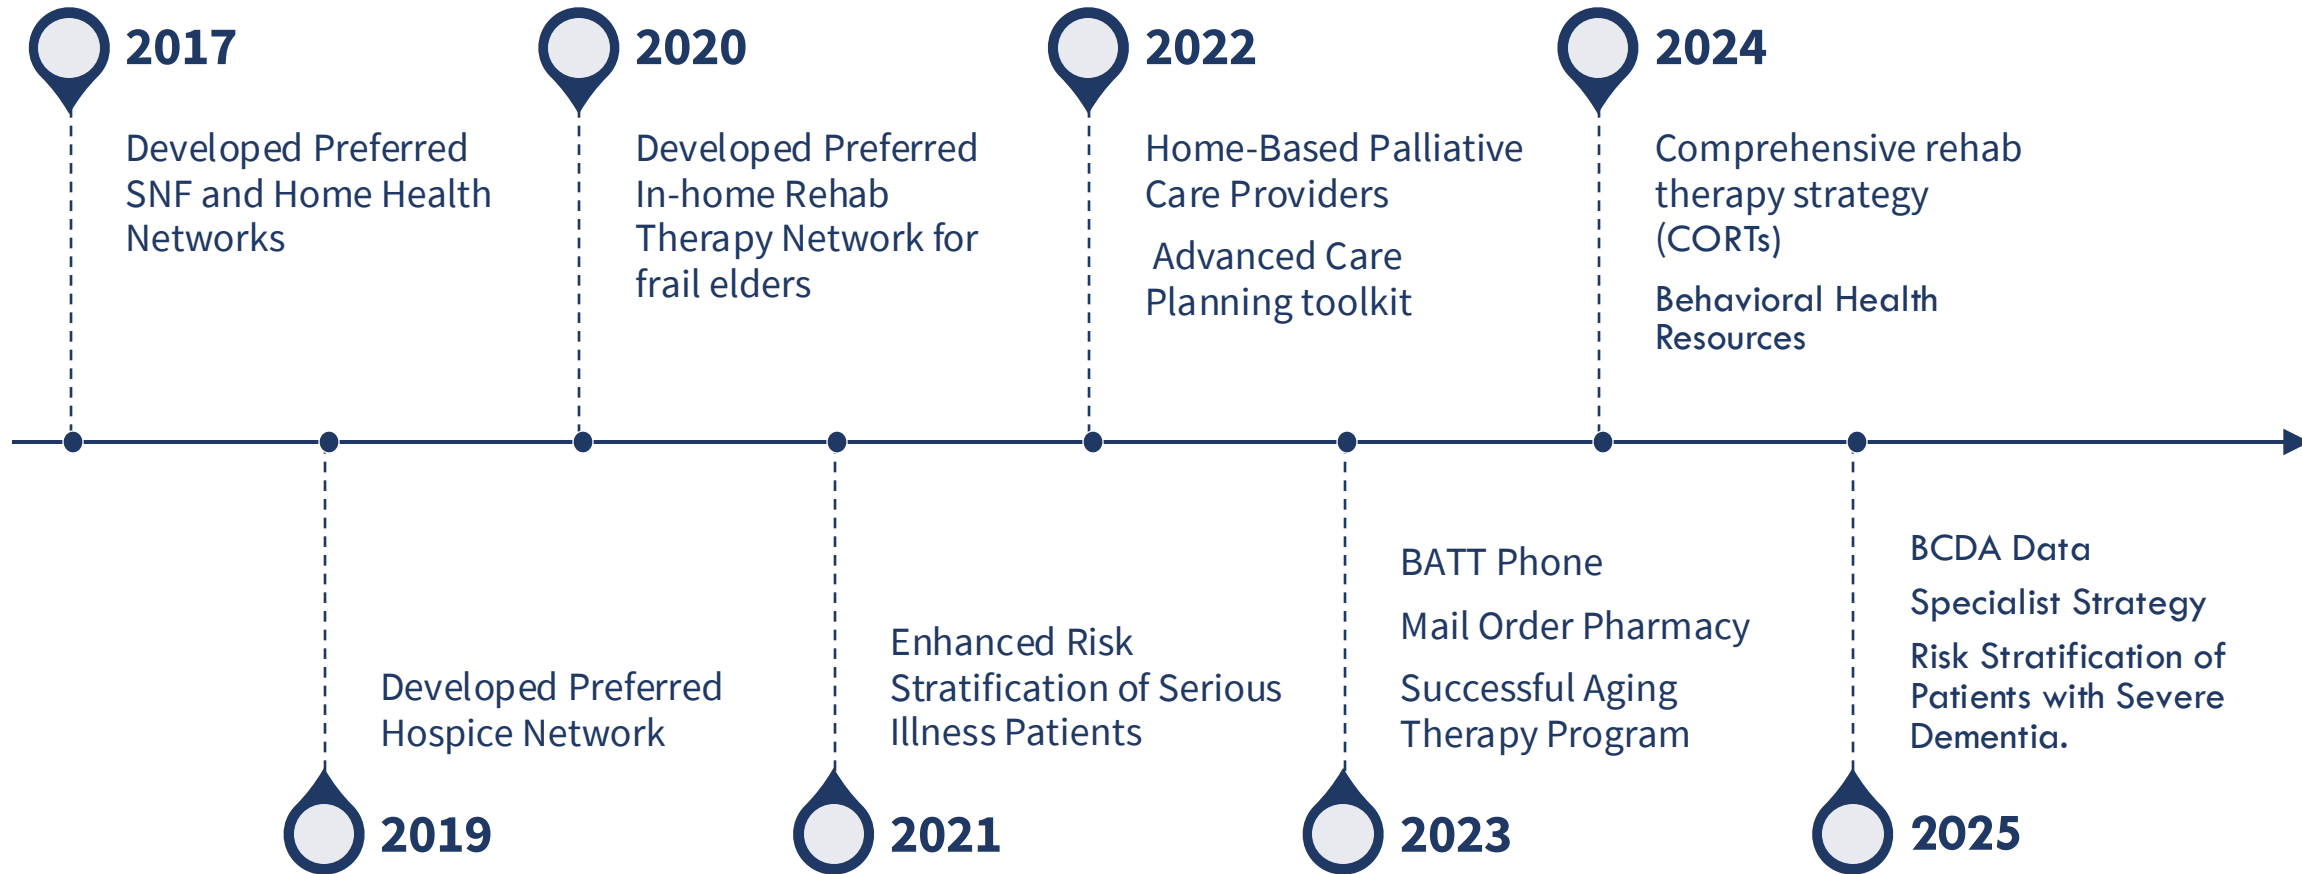 2017
Developed Preferred
SNF and Home Health
Networks
2020
Developed Preferred
In-home Rehab
Therapy Network for
frail elders
2022
Home-Based Palliative
Care Providers
Advanced Care
Planning toolkit
2024
Comprehensive rehab
therapy strategy
(CORTs)
Behavioral Health
Resources
Developed Preferred
Hospice Network
2019
Enhanced Risk
Stratification of Serious
Illness Patients
2021
BATT Phone
Mail Order Pharmacy
Successful Aging
Therapy Program
2023
BCDA Data
Specialist Strategy
Risk Stratification of
Patients with Severe
Dementia.
2025